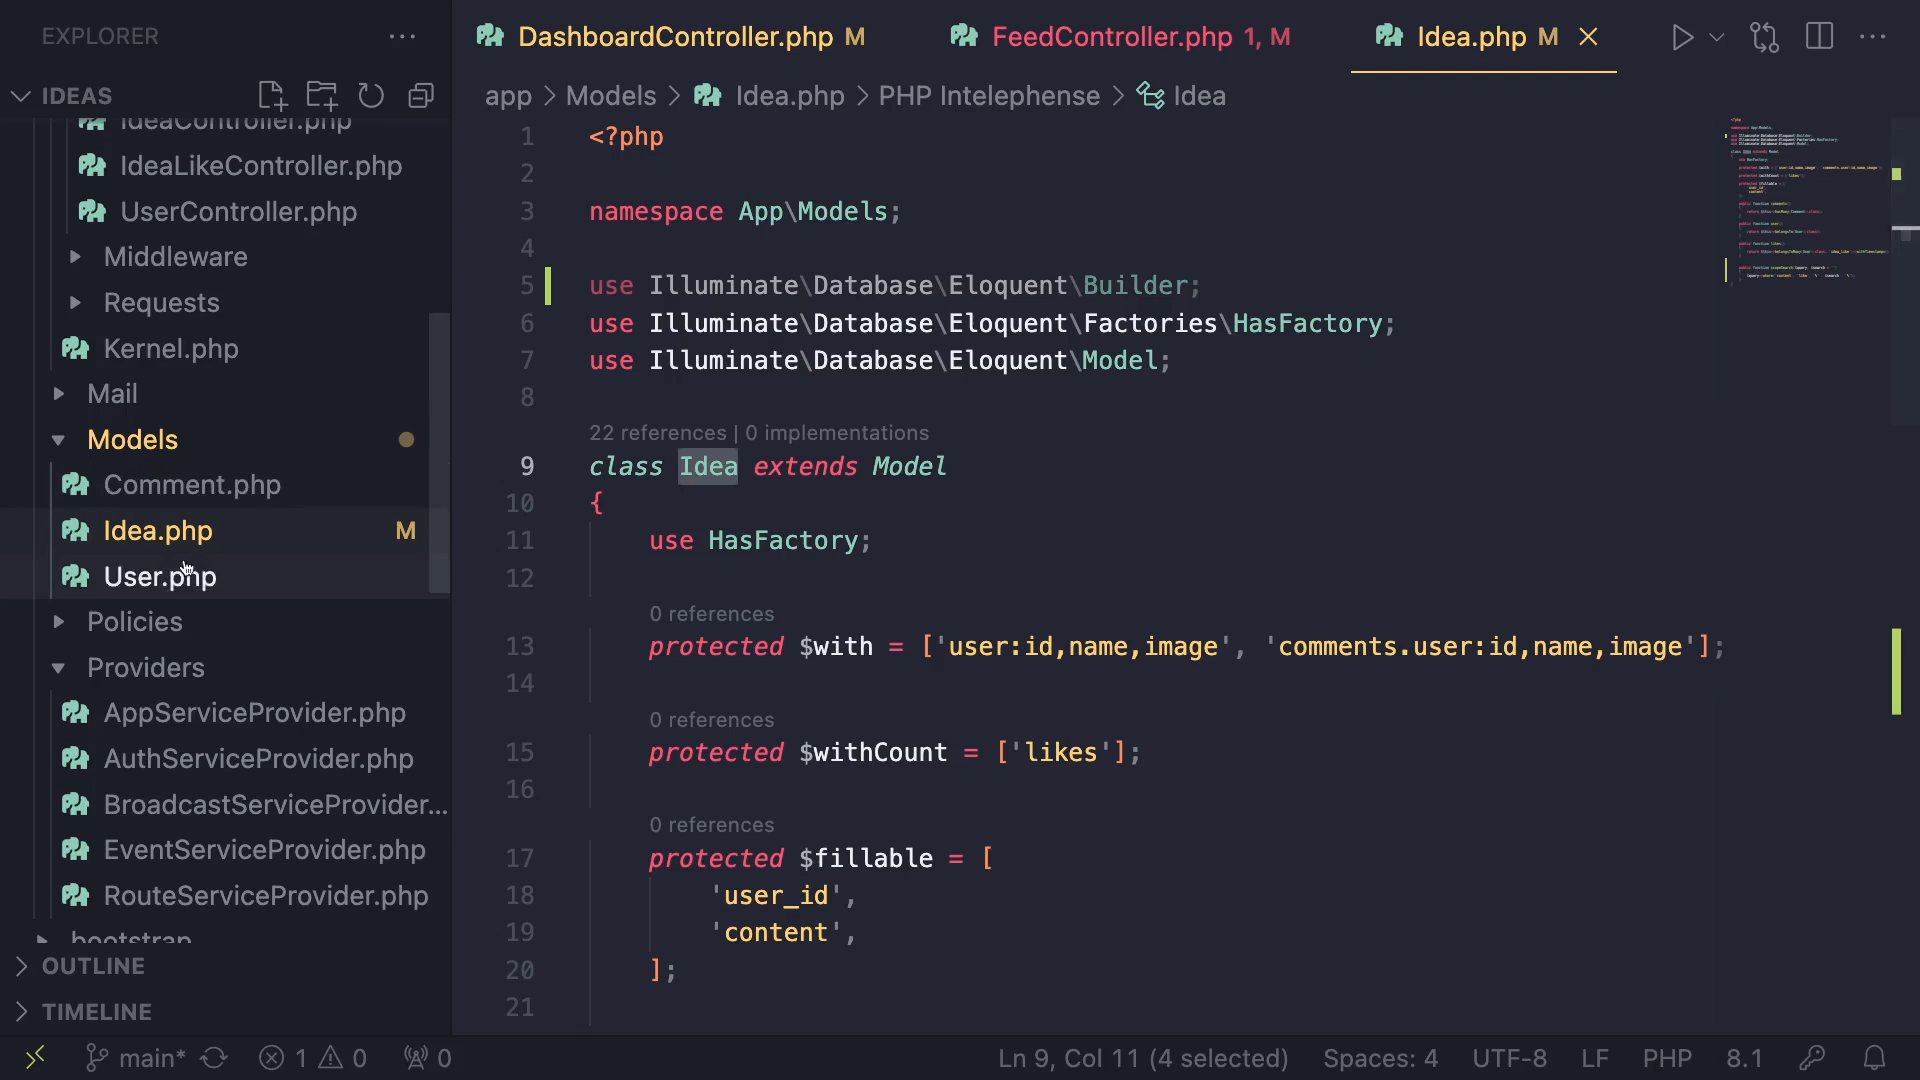 EXPLORER
IDEAS
IdeaController.php
IdeaLikeController.php
UserController.php
Middleware
Requests
Kernel.php
Mail
Models
Comment.php
Idea.php M
User.php
Policies
Providers
AppServiceProvider.php
AuthServiceProvider.php
BroadcastServiceProvider...
EventServiceProvider.php
RouteServiceProvider.php
bootstrap
OUTLINE
TIMELINE
DashboardController.php M
FeedController.php 1, M
Idea.php M
app > Models > Idea.php > PHP Intelephense > Idea
1 <?php
2
3 namespace App\Models;
4
5 use Illuminate\Database\Eloquent\Builder;
6 use Illuminate\Database\Eloquent\Factories\HasFactory;
7 use Illuminate\Database\Eloquent\Model;
8
22 references | 0 implementations
9 class Idea extends Model
10 {
11 use HasFactory;
12
0 references
13 protected $with = ['user:id,name,image', 'comments.user:id,name,image'];
14
0 references
15 protected $withCount = ['likes'];
16
0 references
17 protected $fillable = [
18 'user_id',
19 'content',
20 ];
21
main* 1 0 0
Ln 9, Col 11 (4 selected) Spaces: 4 UTF-8 LF PHP 8.1